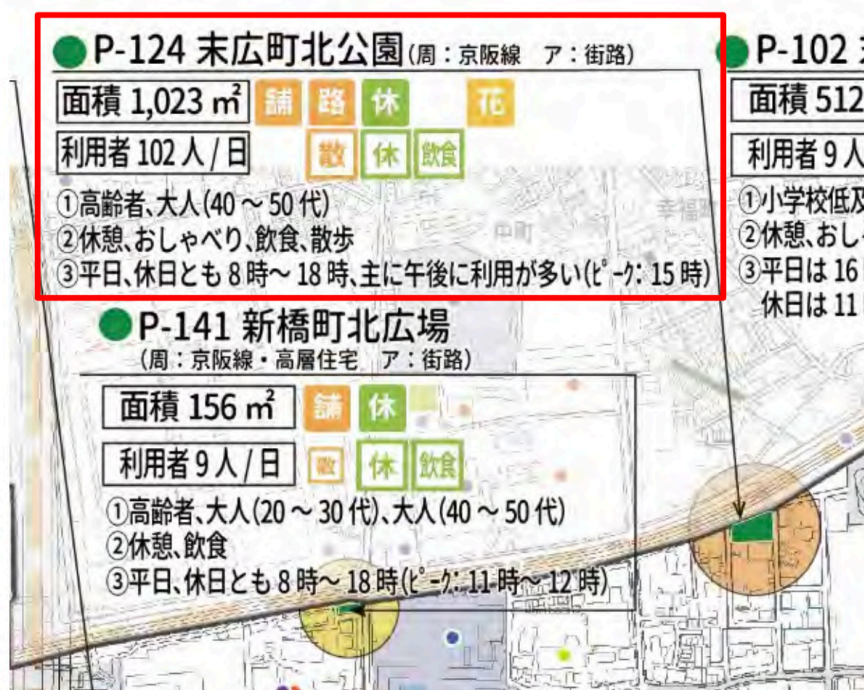 P-124 末広町北公園(周：京阪線　ア：街路)
面積 1,023 ㎡ 舗 路 休 花
利用者 102 人 / 日 散 休 飲食
①高齢者、大人(40 ～ 50 代)
②休憩、おしゃべり、飲食、散歩
③平日、休日とも 8 時～ 18 時、主に午後に利用が多い(ﾋﾟｰｸ: 15 時)
P-102
面積 512
利用者 9 人
①小学校低
②休憩、おし
③平日は 16
休日は 11
中町
幸福町
P-141 新橋町北広場
(周：京阪線・高層住宅　ア：街路)
面積 156 ㎡ 舗 休
利用者 9 人 / 日 散 休 飲食
①高齢者、大人(20 ～ 30 代)、大人(40 ～ 50 代)
②休憩、飲食
③平日、休日とも 8 時～ 18 時(ﾋﾟｰｸ: 11 時～ 12 時)